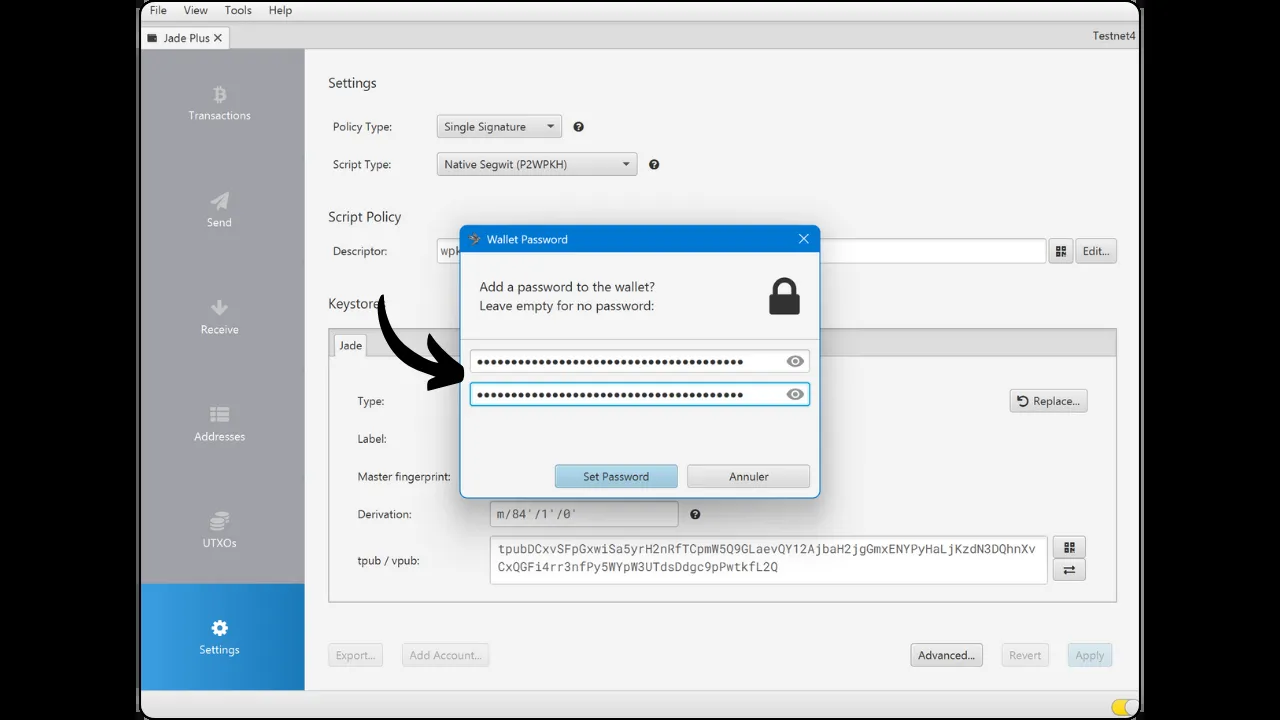 File View Tools Help
Jade Plus
Testnet4
Transactions
Send
Receive
Addresses
UTXOs
Settings
Settings
Policy Type: Single Signature
Script Type: Native Segwit (P2WPKH)
Script Policy
Descriptor: wpk Edit...
Keystores
Jade
Type: Replace...
Label:
Master fingerprint:
Derivation: m/84'/1'/0'
tpub / vpub: tpubDCxvSFpGxwiSa5yrH2nRfTCpmW5Q9GLaevQY12AjbaH2jgGmxENYPyHaLjKzdN3DQhnXv
CxQGFi4rr3nfPy5WYpW3UTdsDdgc9pPwtkfL2Q
Export... Add Account... Advanced... Revert Apply
Wallet Password
Add a password to the wallet?
Leave empty for no password:
Set Password Annuler